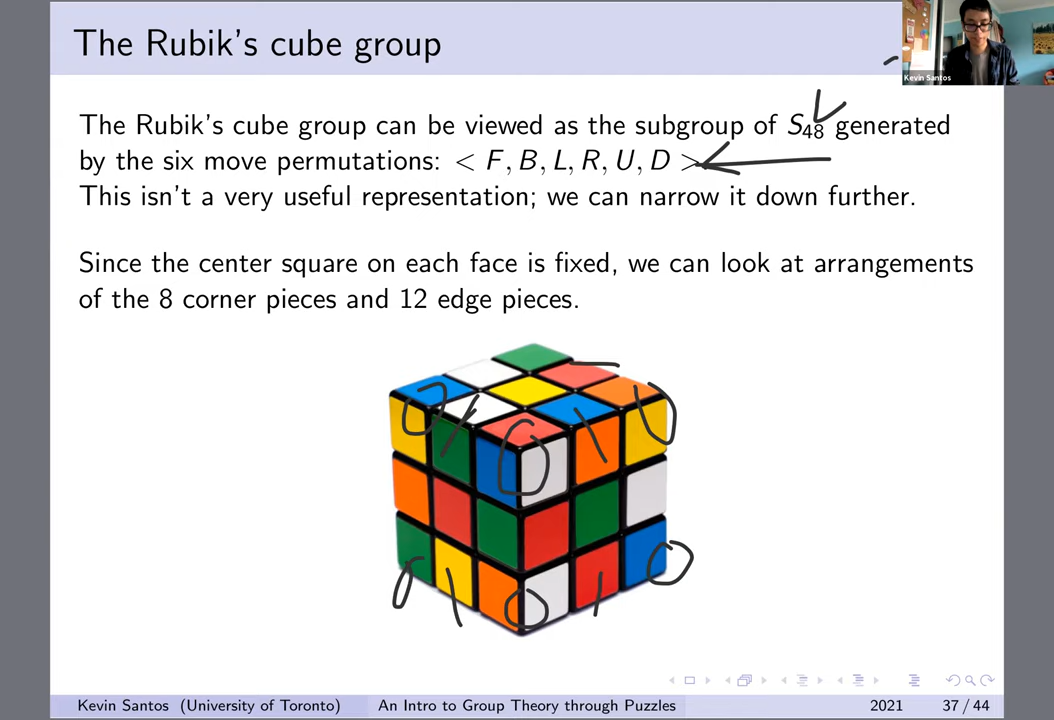 The Rubik's cube group
Kevin Santos
The Rubik's cube group can be viewed as the subgroup of S₄₈ generated
by the six move permutations: < F, B, L, R, U, D >
This isn't a very useful representation; we can narrow it down further.
Since the center square on each face is fixed, we can look at arrangements
of the 8 corner pieces and 12 edge pieces.
Kevin Santos (University of Toronto) An Intro to Group Theory through Puzzles 2021 37 / 44